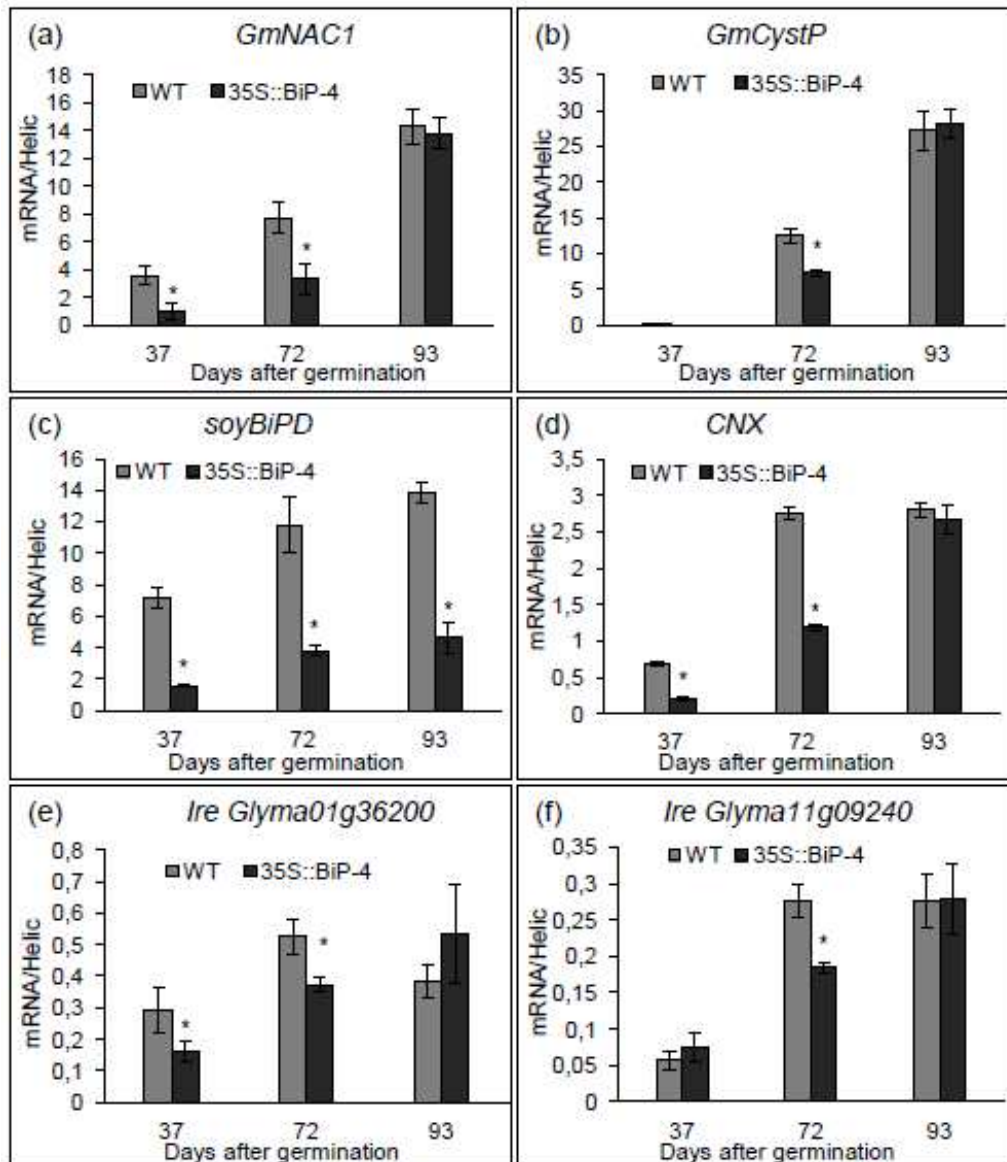 (a) GmNAC1
WT 35S::BiP-4
mRNA/Helic
18
16
14
12
10
8
6
4
2
0
*
*
37 72 93
Days after germination
(b) GmCystP
WT 35S::BiP-4
mRNA/Helic
35
30
25
20
15
10
5
0
*
37 72 93
Days after germination
(c) soyBiPD
WT 35S::BiP-4
mRNA/Helic
16
14
12
10
8
6
4
2
0
*
*
*
37 72 93
Days after germination
(d) CNX
WT 35S::BiP-4
mRNA/Helic
3,5
3
2,5
2
1,5
1
0,5
0
*
*
37 72 93
Days after germination
(e) Ire Glyma01g36200
WT 35S::BiP-4
mRNA/Helic
0,8
0,7
0,6
0,5
0,4
0,3
0,2
0,1
0
*
*
37 72 93
Days after germination
(f) Ire Glyma11g09240
WT 35S::BiP-4
mRNA/Helic
0,35
0,3
0,25
0,2
0,15
0,1
0,05
0
*
37 72 93
Days after germination